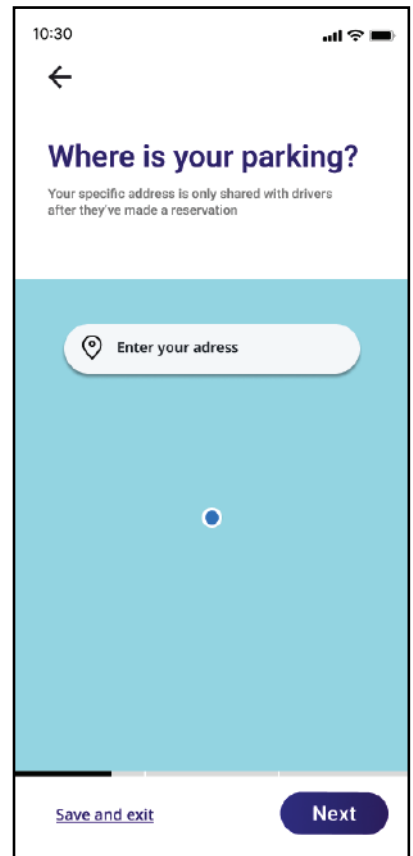 10:30
Where is your parking?
Your specific address is only shared with drivers
after they've made a reservation
Enter your adress
Save and exit
Next